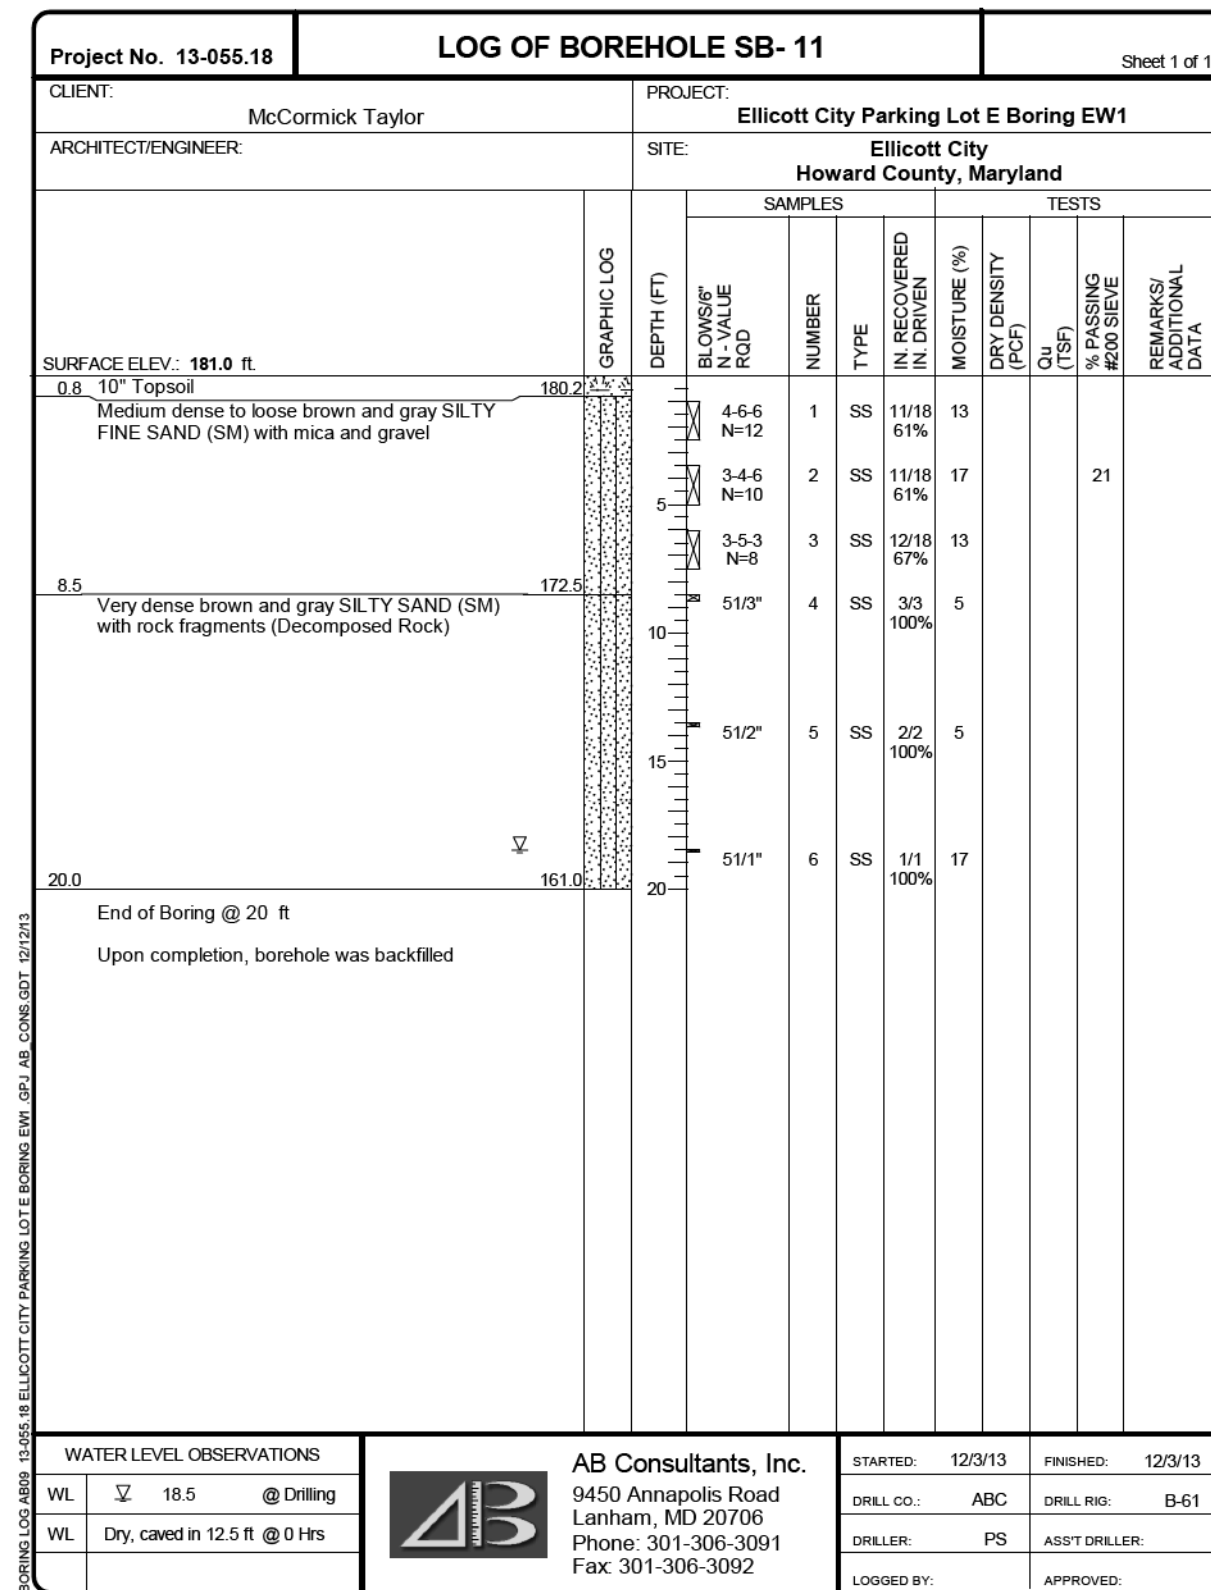 Project No. 13-055.18
LOG OF BOREHOLE SB- 11
Sheet 1 of 1
CLIENT:
McCormick Taylor
PROJECT:
Ellicott City Parking Lot E Boring EW1
ARCHITECT/ENGINEER:
SITE:
Ellicott City
Howard County, Maryland
SURFACE ELEV.: 181.0 ft.
GRAPHIC LOG
DEPTH (FT)
SAMPLES
TESTS
BLOWS/6"
N - VALUE
RQD
NUMBER
TYPE
IN. RECOVERED
IN. DRIVEN
MOISTURE (%)
DRY DENSITY
(PCF)
Qu
(TSF)
% PASSING
#200 SIEVE
REMARKS/
ADDITIONAL
DATA
0.8 10" Topsoil 180.2
Medium dense to loose brown and gray SILTY
FINE SAND (SM) with mica and gravel
4-6-6 1 SS 11/18 13
N=12 61%
3-4-6 2 SS 11/18 17 21
N=10 61%
5
3-5-3 3 SS 12/18 13
N=8 67%
8.5 172.5
Very dense brown and gray SILTY SAND (SM)
with rock fragments (Decomposed Rock)
51/3" 4 SS 3/3 5
100%
10
51/2" 5 SS 2/2 5
100%
15
51/1" 6 SS 1/1 17
100%
20.0 161.0
20
End of Boring @ 20 ft
Upon completion, borehole was backfilled
BORING LOG AB09 13-055.18 ELLICOTT CITY PARKING LOT E BORING EW1 .GPJ AB_CONS.GDT 12/12/13
WATER LEVEL OBSERVATIONS
WL 18.5 @ Drilling
WL Dry, caved in 12.5 ft @ 0 Hrs
AB
AB Consultants, Inc.
9450 Annapolis Road
Lanham, MD 20706
Phone: 301-306-3091
Fax: 301-306-3092
STARTED: 12/3/13
FINISHED: 12/3/13
DRILL CO.: ABC
DRILL RIG: B-61
DRILLER: PS
ASS'T DRILLER:
LOGGED BY:
APPROVED: